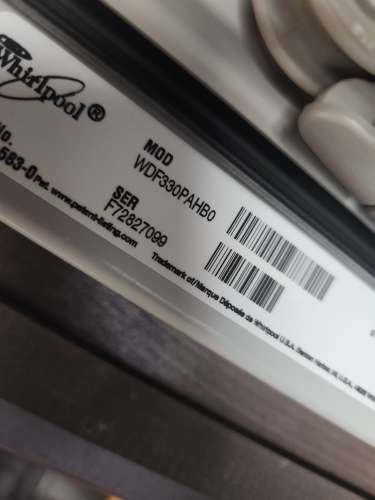 Whirlpool®
No.
583-0
Pat. www.patent-listing.com
MOD
WDF330PAHB0
SER
F72827099
Trademark of/Marque Déposée de Whirlpool U.S.A.